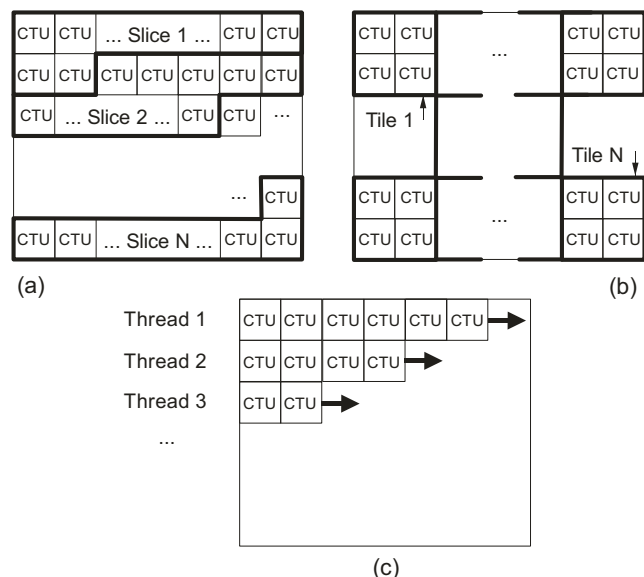 CTU CTU ... Slice 1 ... CTU CTU
CTU CTU CTU CTU CTU CTU CTU
CTU ... Slice 2 ... CTU CTU ...
... CTU
CTU CTU ... Slice N ... CTU CTU
(a)
CTU CTU ... CTU CTU
CTU CTU CTU CTU
Tile 1
Tile N
CTU CTU ... CTU CTU
CTU CTU CTU CTU
(b)
Thread 1 CTU CTU CTU CTU CTU CTU
Thread 2 CTU CTU CTU CTU
Thread 3 CTU CTU
...
(c)